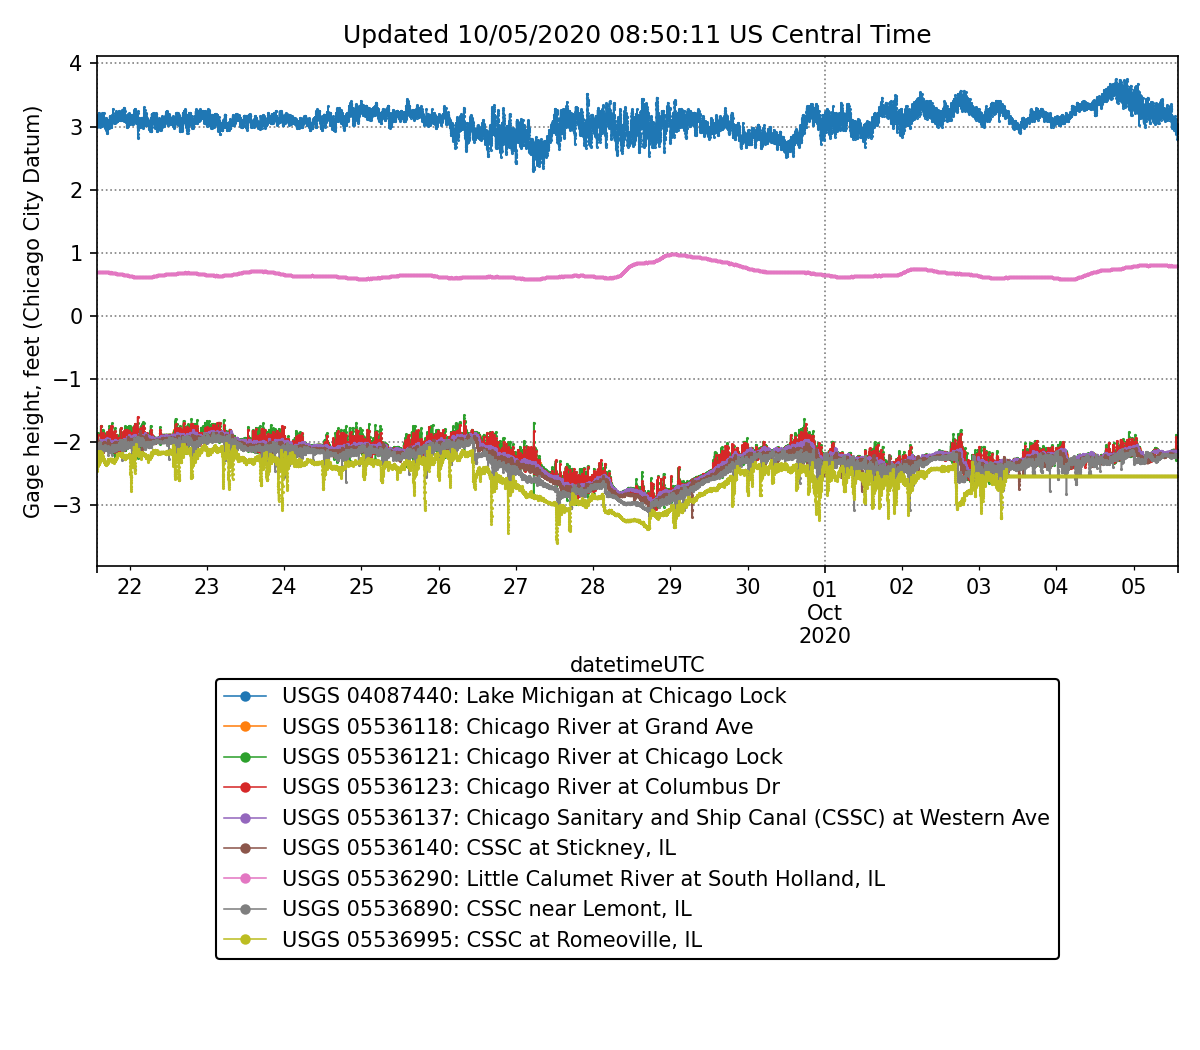 Updated 10/05/2020 08:50:11 US Central Time
Gage height, feet (Chicago City Datum)
4
3
2
1
0
−1
−2
−3
22 23 24 25 26 27 28 29 30 01 02 03 04 05
Oct
2020
datetimeUTC
USGS 04087440: Lake Michigan at Chicago Lock
USGS 05536118: Chicago River at Grand Ave
USGS 05536121: Chicago River at Chicago Lock
USGS 05536123: Chicago River at Columbus Dr
USGS 05536137: Chicago Sanitary and Ship Canal (CSSC) at Western Ave
USGS 05536140: CSSC at Stickney, IL
USGS 05536290: Little Calumet River at South Holland, IL
USGS 05536890: CSSC near Lemont, IL
USGS 05536995: CSSC at Romeoville, IL